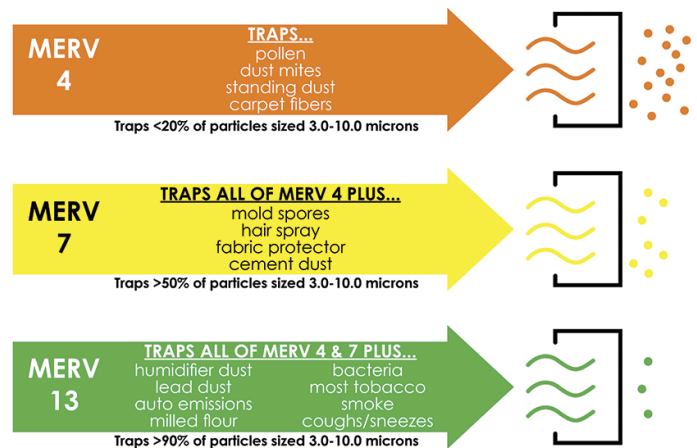 MERV
4
TRAPS...
pollen
dust mites
standing dust
carpet fibers
Traps <20% of particles sized 3.0-10.0 microns
MERV
7
TRAPS ALL OF MERV 4 PLUS...
mold spores
hair spray
fabric protector
cement dust
Traps >50% of particles sized 3.0-10.0 microns
MERV
13
TRAPS ALL OF MERV 4 & 7 PLUS...
humidifier dust
lead dust
auto emissions
milled flour
bacteria
most tobacco
smoke
coughs/sneezes
Traps >90% of particles sized 3.0-10.0 microns